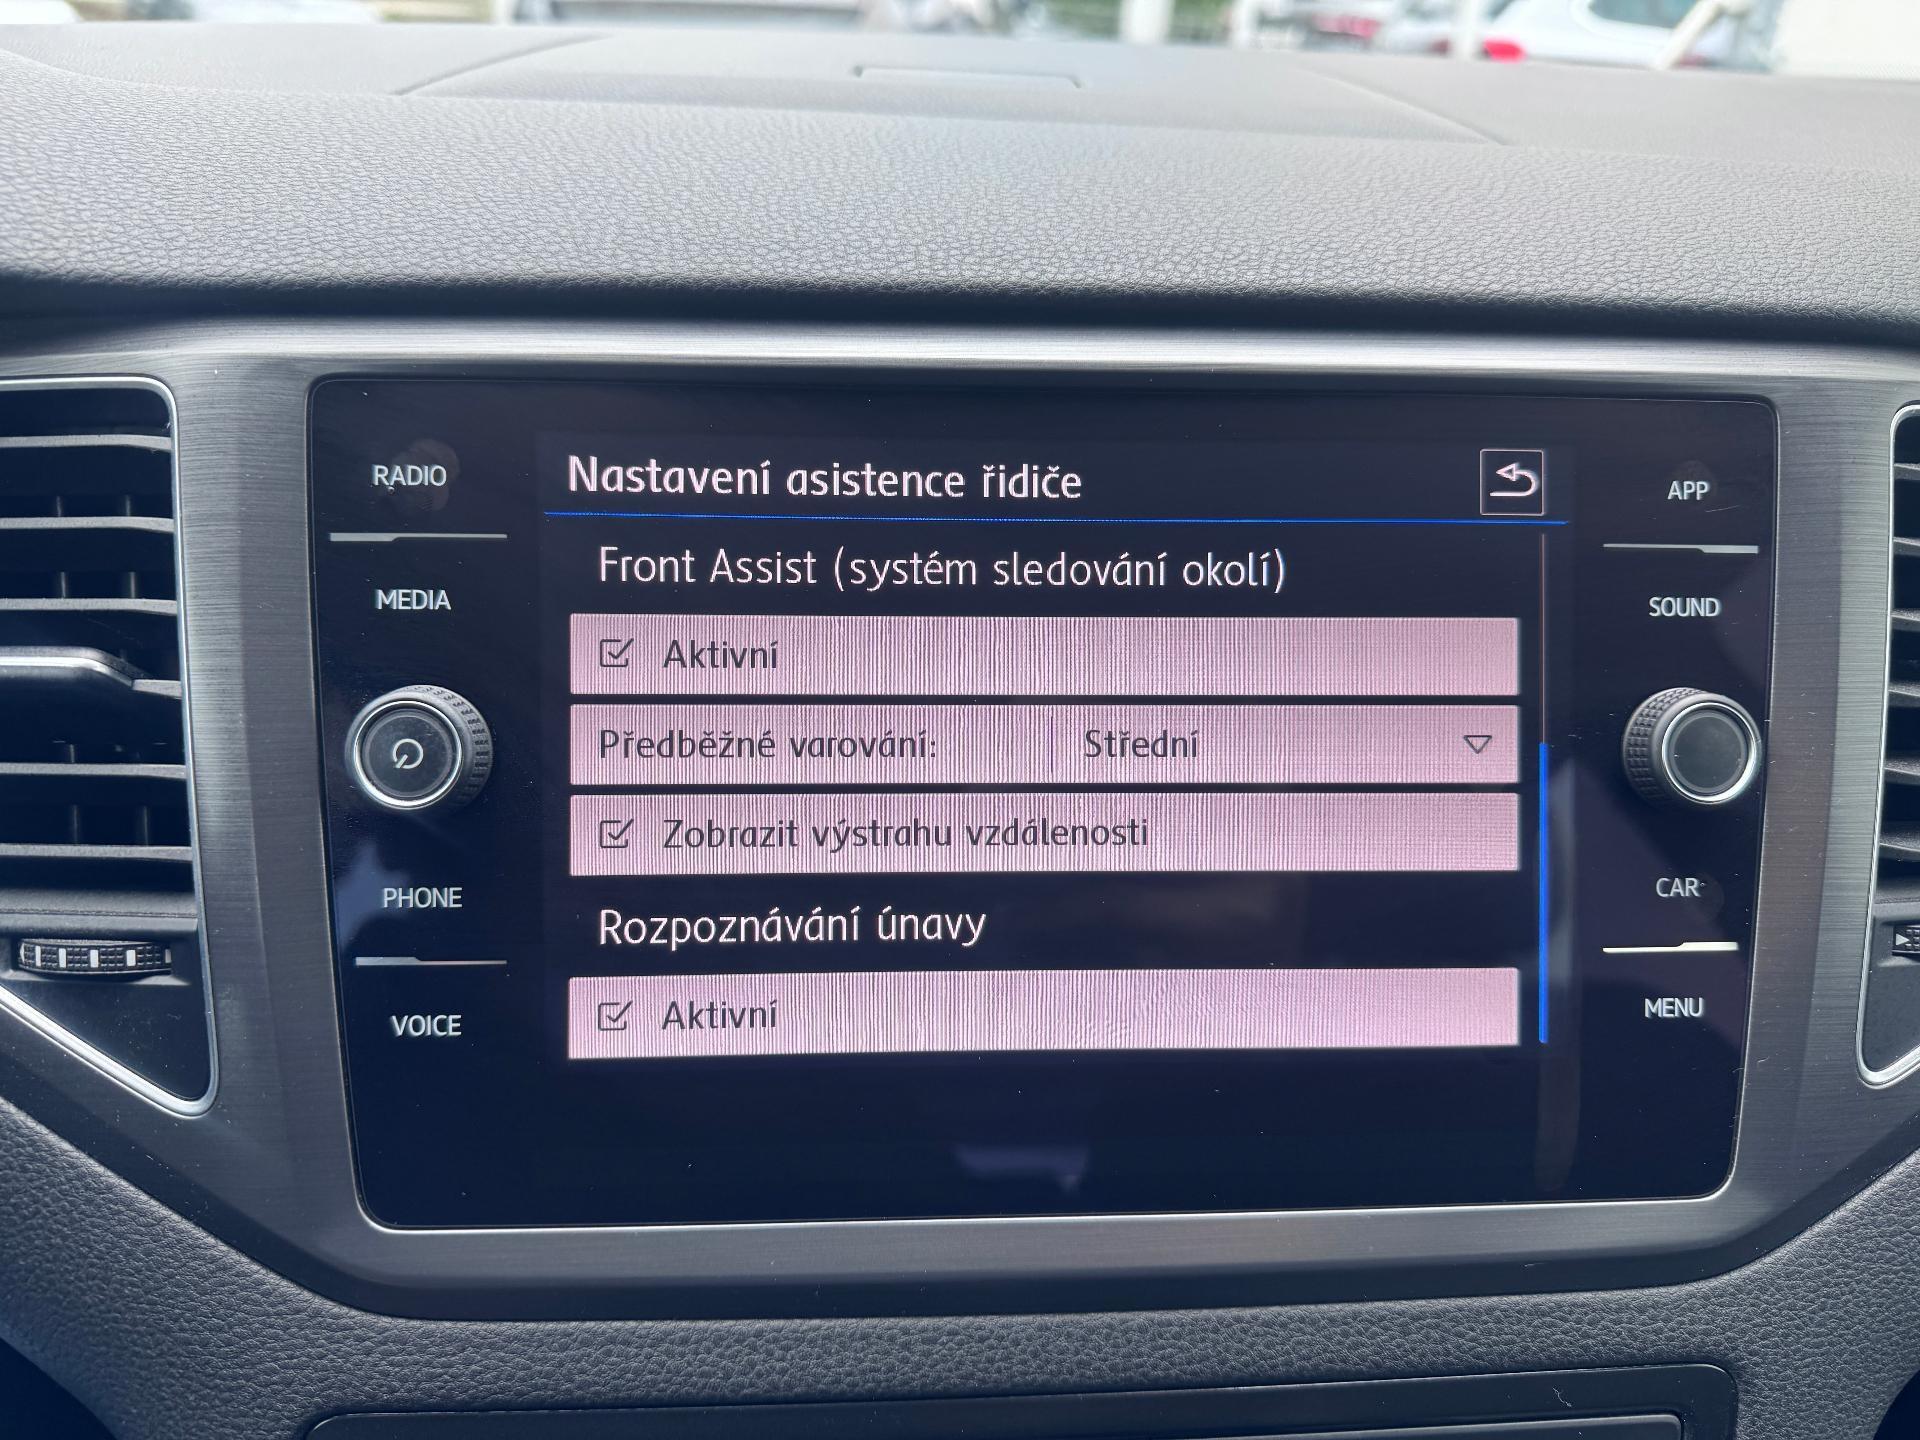 RADIO
MEDIA
PHONE
VOICE
Nastavení asistence řidiče
Front Assist (systém sledování okolí)
Aktivní
Předběžné varování: Střední
Zobrazit výstrahu vzdálenosti
Rozpoznávání únavy
Aktivní
APP
SOUND
CAR
MENU